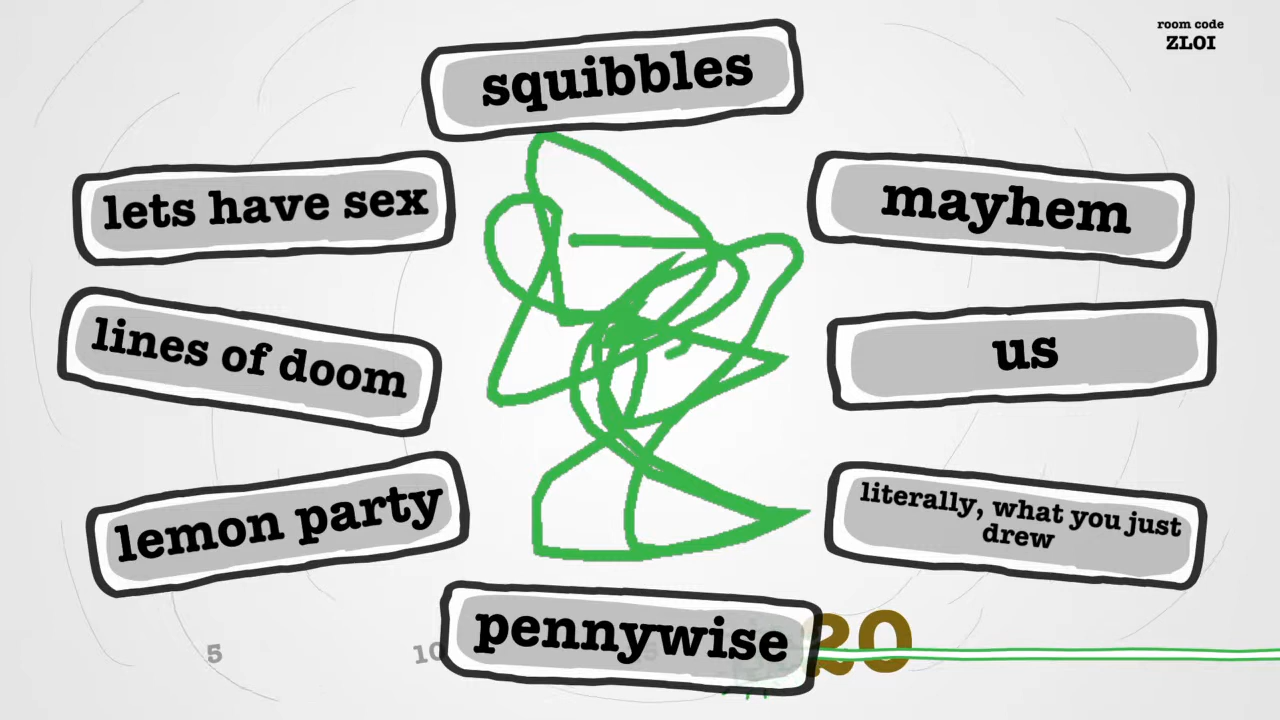 room code
ZLOI
squibbles
lets have sex
mayhem
lines of doom
us
lemon party
literally, what you just
drew
pennywise
5
10
20